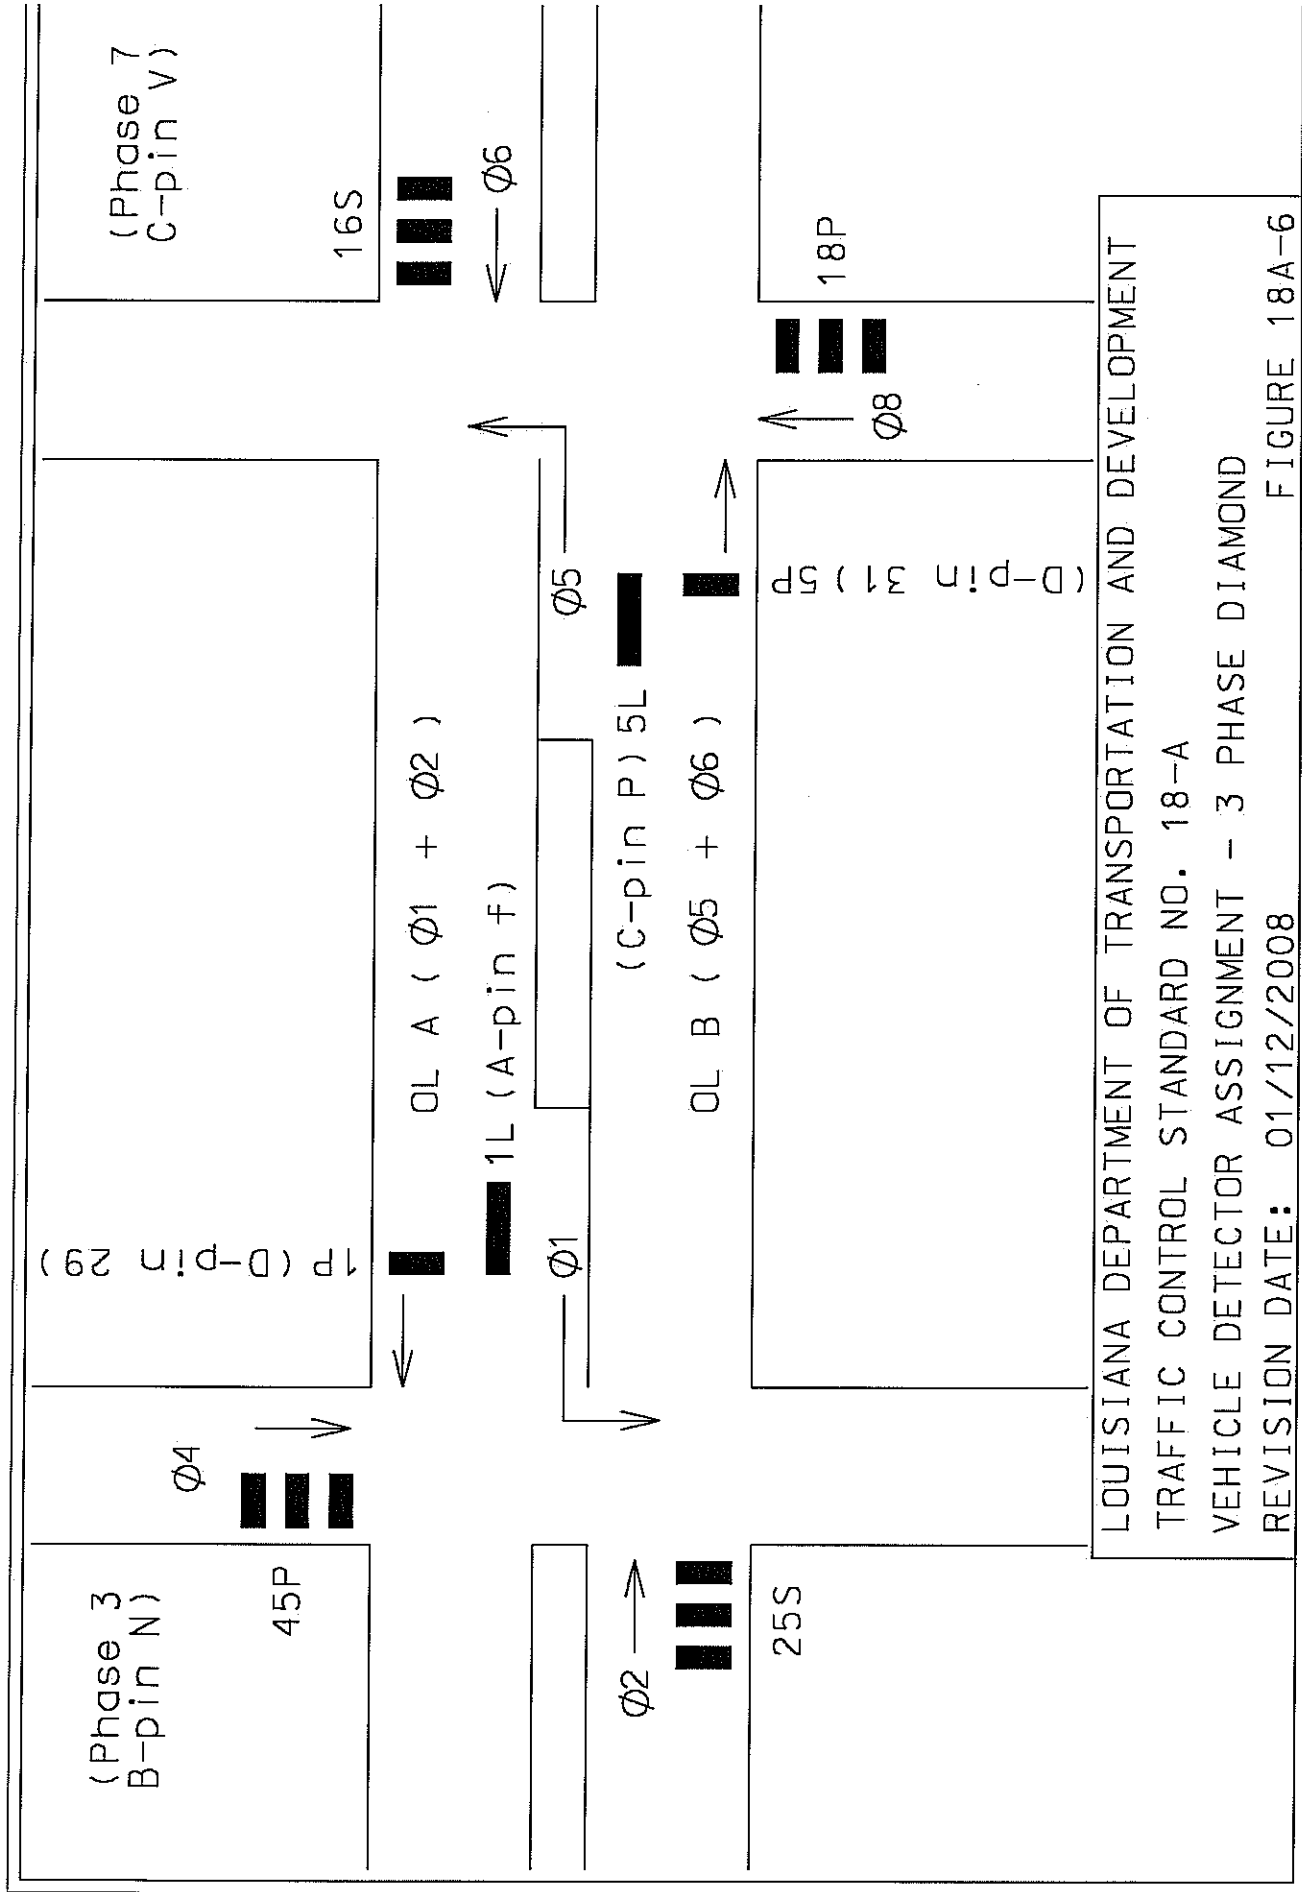 (Phase 3
B-pin N)
45P
Ø4
1P (D-pin 29)
(Phase 7
C-pin V)
16S
Ø6
OL A ( Ø1 + Ø2 )
1L (A-pin f)
Ø1
Ø5
Ø2
(C-pin P) 5L
OL B ( Ø5 + Ø6 )
25S
(D-pin 31) 5P
Ø8
18P
LOUISIANA DEPARTMENT OF TRANSPORTATION AND DEVELOPMENT
TRAFFIC CONTROL STANDARD NO. 18-A
VEHICLE DETECTOR ASSIGNMENT - 3 PHASE DIAMOND
REVISION DATE: 01/12/2008
FIGURE 18A-6